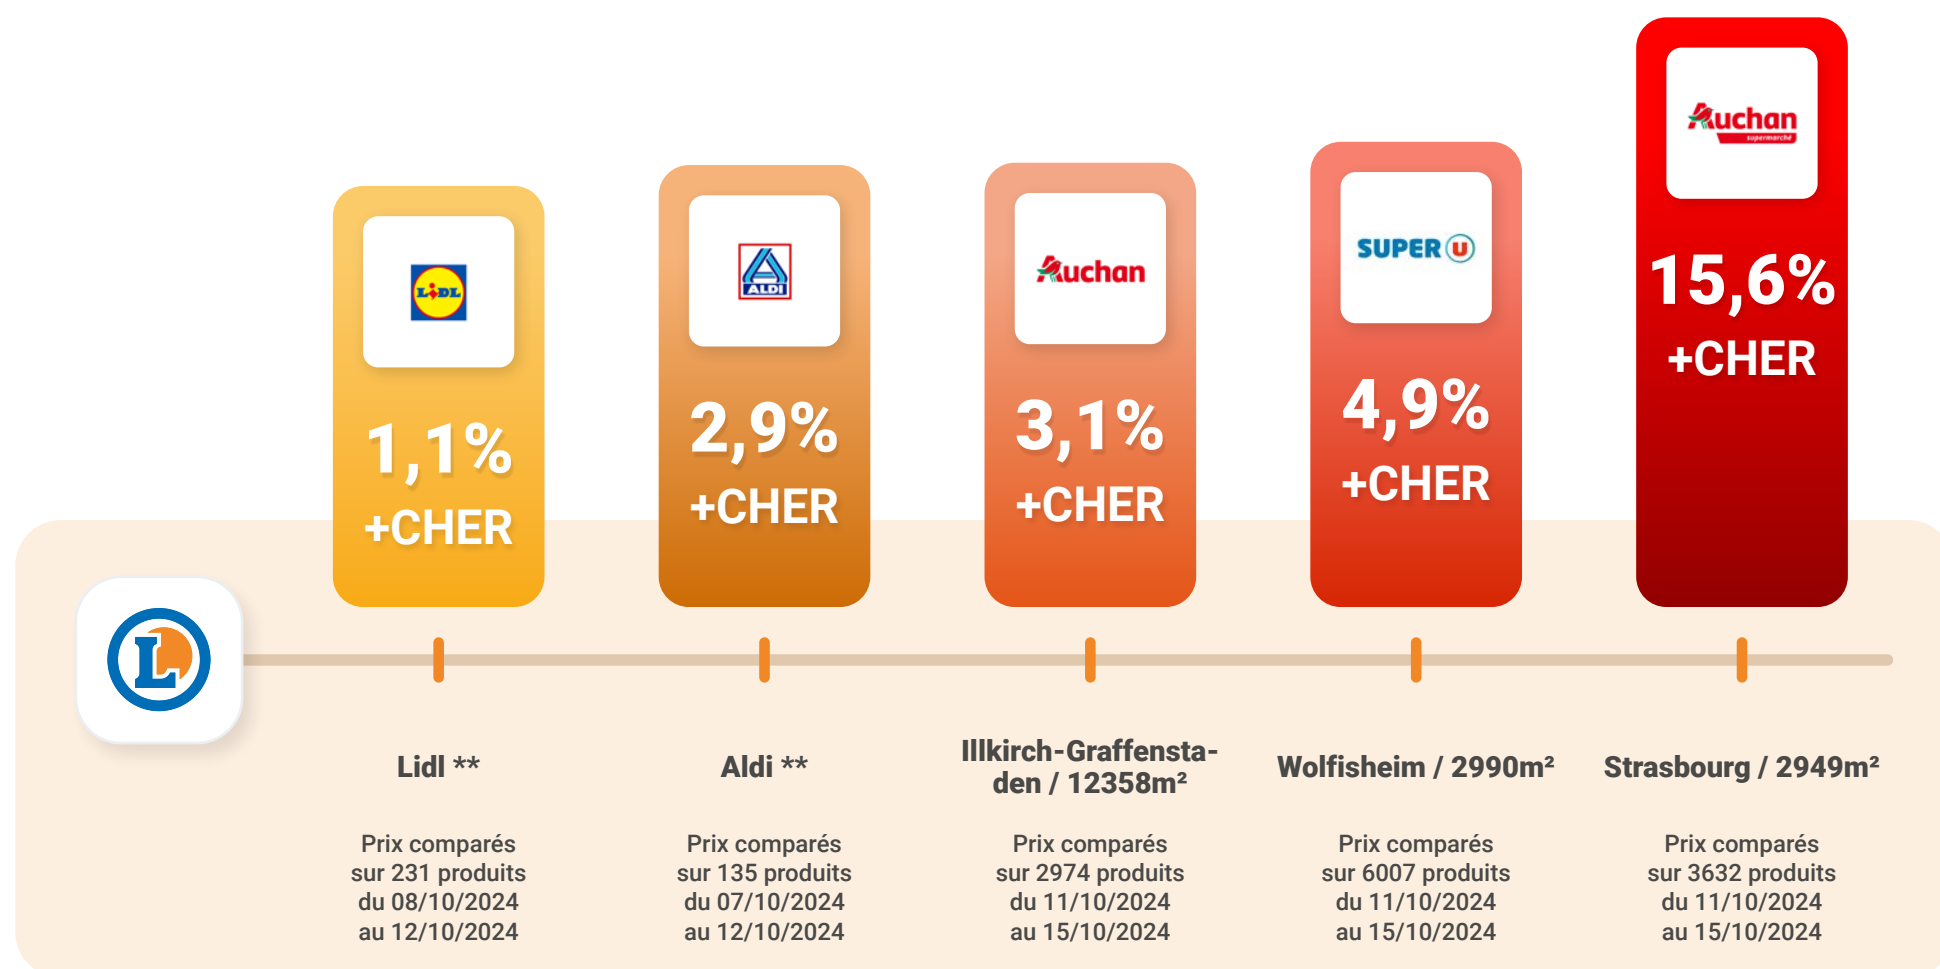 LIDL
1,1%
+CHER
ALDI
2,9%
+CHER
Auchan
3,1%
+CHER
SUPER U
4,9%
+CHER
Auchan
supermarché
15,6%
+CHER
L
Lidl **
Prix comparés
sur 231 produits
du 08/10/2024
au 12/10/2024
Aldi **
Prix comparés
sur 135 produits
du 07/10/2024
au 12/10/2024
Illkirch-Graffensta-
den / 12358m²
Prix comparés
sur 2974 produits
du 11/10/2024
au 15/10/2024
Wolfisheim / 2990m²
Prix comparés
sur 6007 produits
du 11/10/2024
au 15/10/2024
Strasbourg / 2949m²
Prix comparés
sur 3632 produits
du 11/10/2024
au 15/10/2024